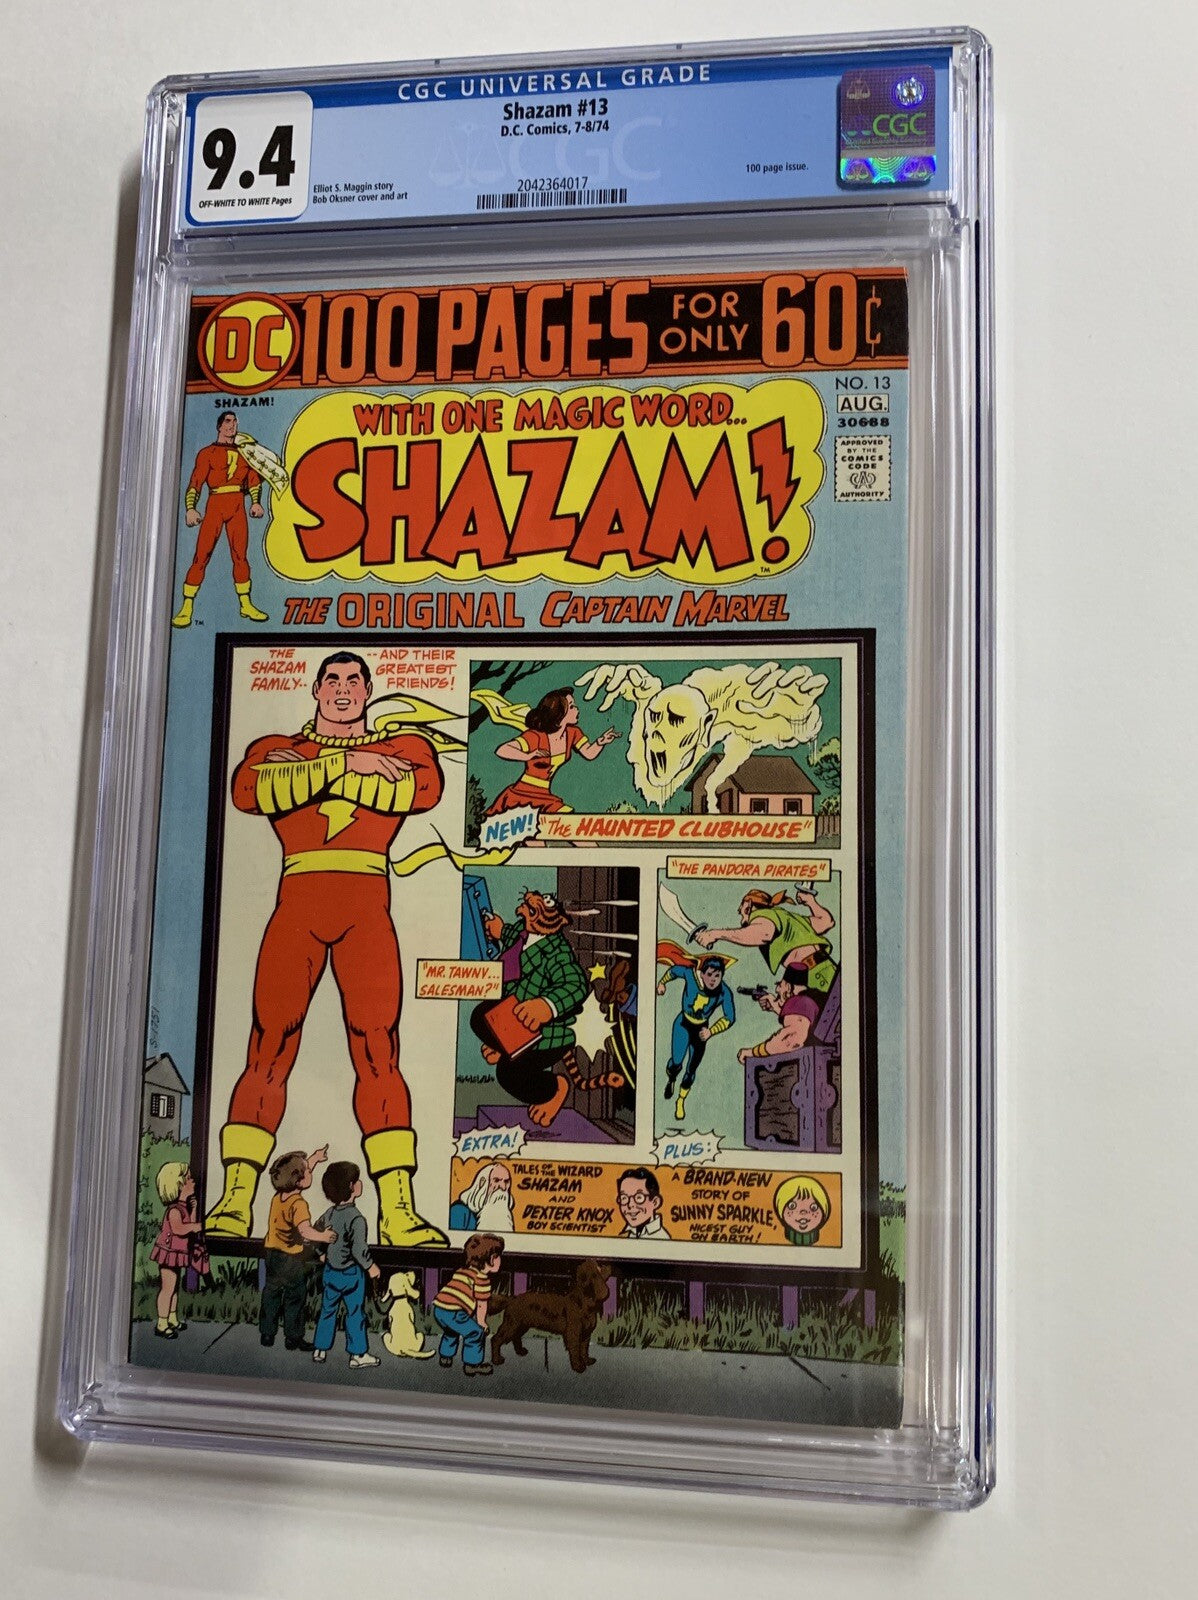 CGC UNIVERSAL GRADE
9.4
OFF-WHITE TO WHITE Pages
Shazam #13
D.C. Comics, 7-8/74
Elliot S. Maggin story
Bob Oksner cover and art
2042364017
100 page issue.
CGC
CGC
DC
100 PAGES
FOR
ONLY
60¢
NO. 13
AUG.
30688
APPROVED
BY THE
COMICS
CODE
CA
AUTHORITY
SHAZAM!
TM
WITH ONE MAGIC WORD...
SHAZAM!
TM
THE ORIGINAL CAPTAIN MARVEL
THE
SHAZAM
FAMILY--
--AND THEIR
GREATEST
FRIENDS!
NEW!
"THE HAUNTED CLUBHOUSE"
"MR. TAWNY...
SALESMAN?"
"THE PANDORA PIRATES"
EXTRA!
PLUS:
TALES OF THE WIZARD
SHAZAM
AND
DEXTER KNOX
BOY SCIENTIST
A BRAND-NEW
STORY OF
SUNNY SPARKLE,
NICEST GUY
ON EARTH!